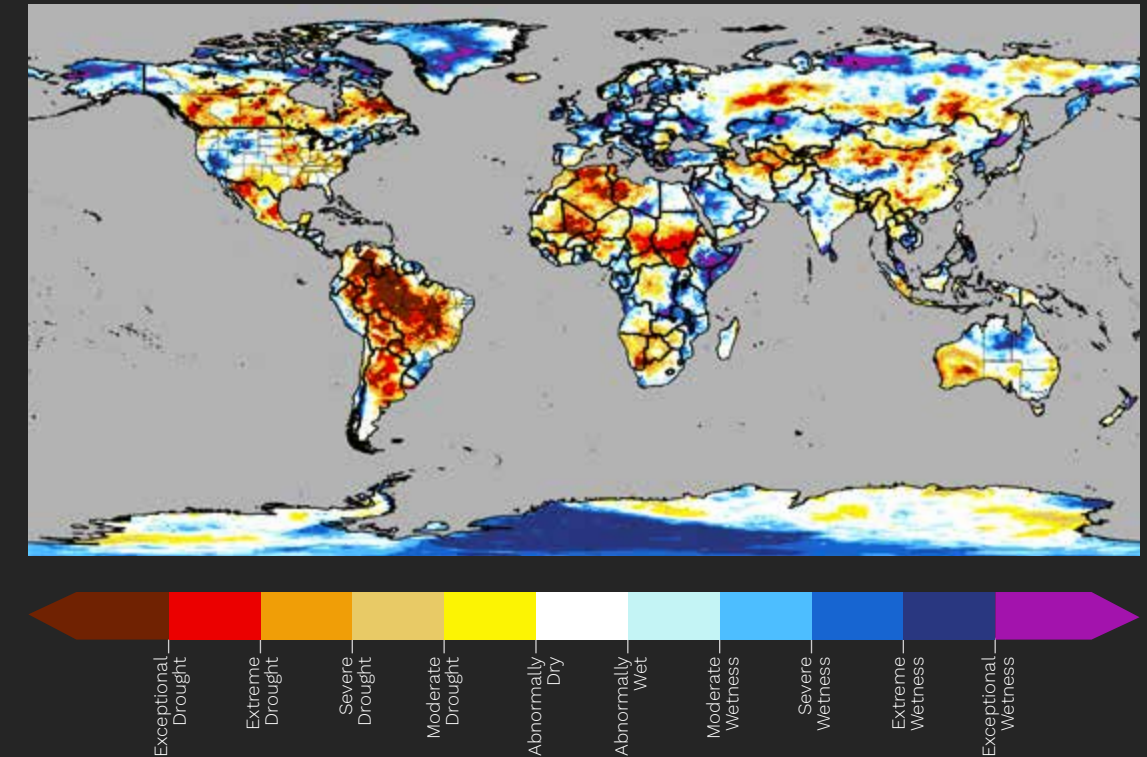 Exceptional
Drought
Extreme
Drought
Severe
Drought
Moderate
Drought
Abnormally
Dry
Abnormally
Wet
Moderate
Wetness
Severe
Wetness
Extreme
Wetness
Exceptional
Wetness